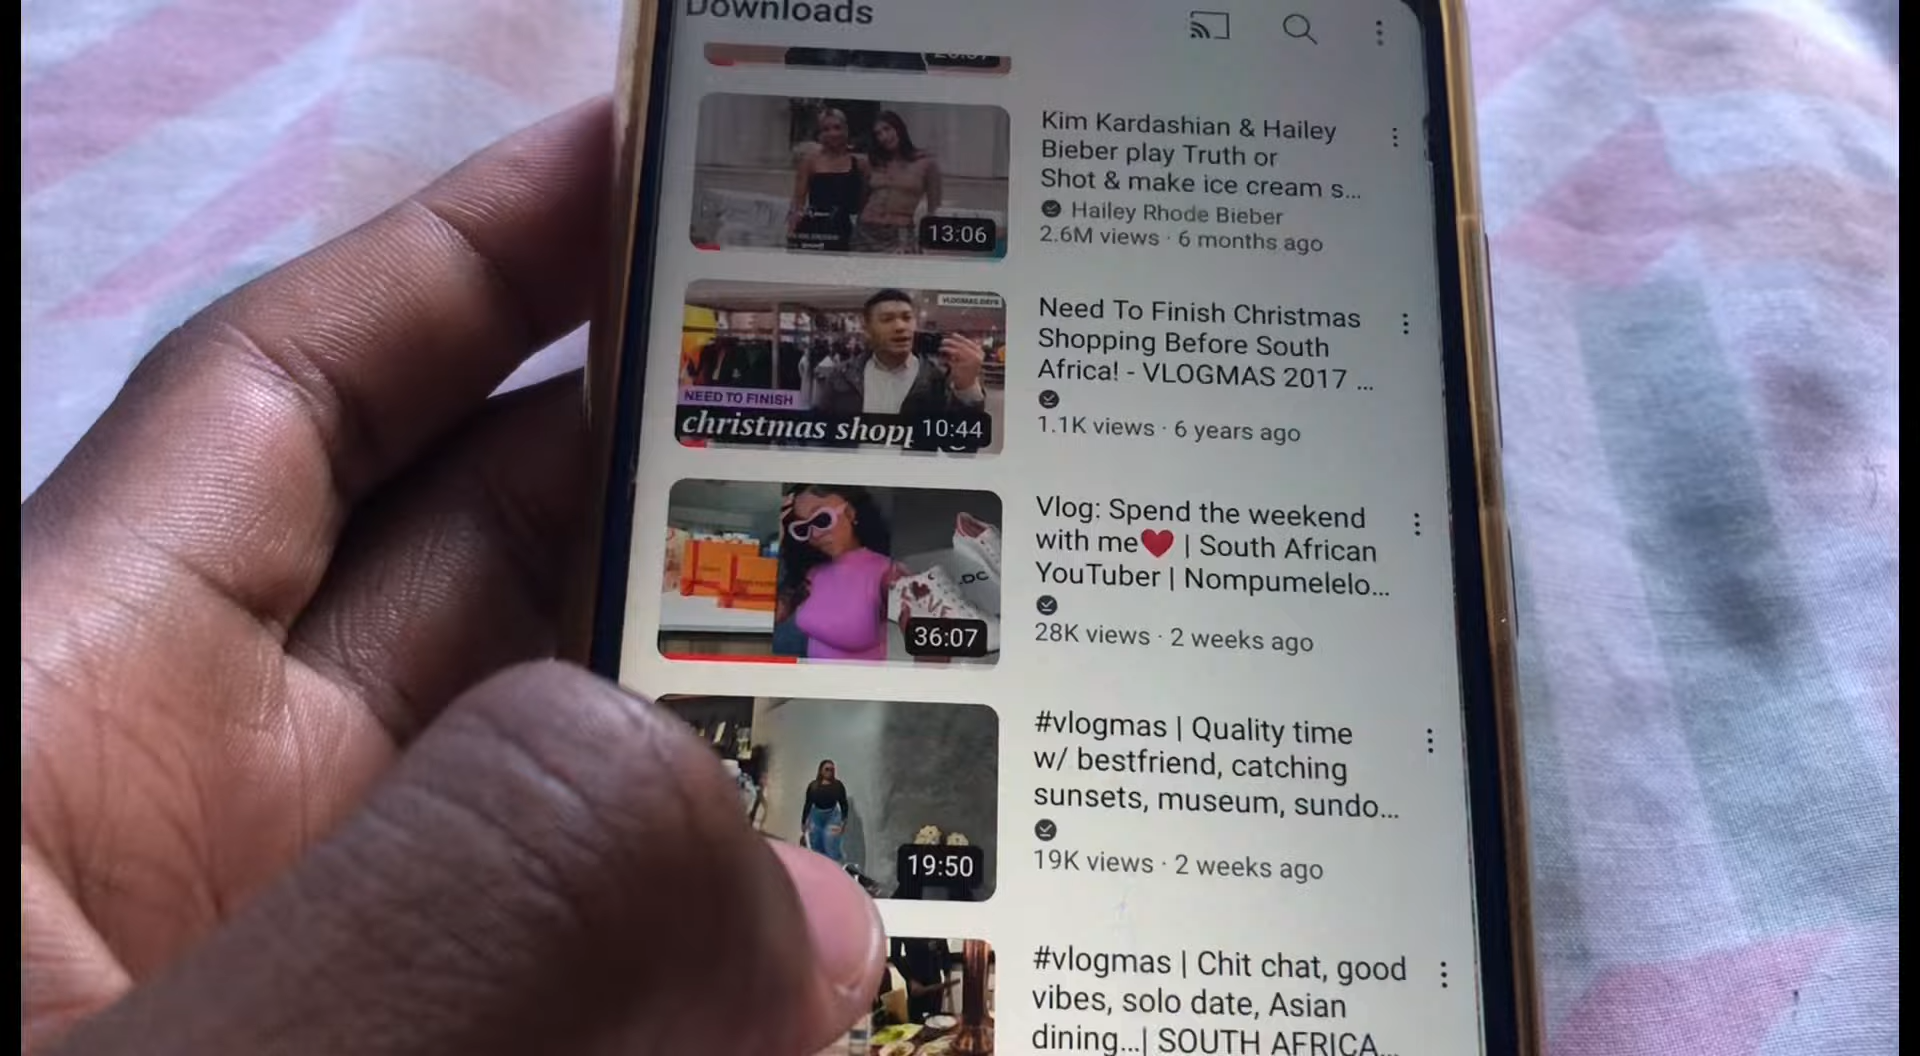 Downloads
Kim Kardashian & Hailey
Bieber play Truth or
Shot & make ice cream s...
Hailey Rhode Bieber
2.6M views · 6 months ago
13:06
Need To Finish Christmas
Shopping Before South
Africa! - VLOGMAS 2017 ...
1.1K views · 6 years ago
NEED TO FINISH
christmas shopp
10:44
Vlog: Spend the weekend
with me❤️ | South African
YouTuber | Nompumelelo...
28K views · 2 weeks ago
36:07
#vlogmas | Quality time
w/ bestfriend, catching
sunsets, museum, sundo...
19K views · 2 weeks ago
19:50
#vlogmas | Chit chat, good
vibes, solo date, Asian
dining...| SOUTH AFRICA...